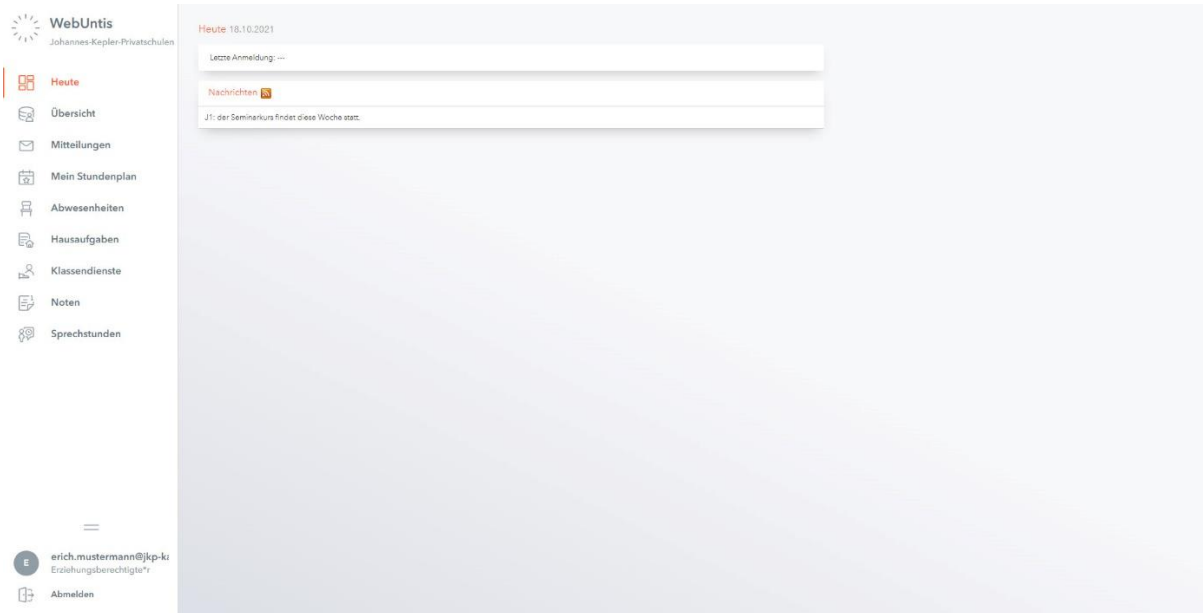 WebUntis
Johannes-Kepler-Privatschulen
Heute
Übersicht
Mitteilungen
Mein Stundenplan
Abwesenheiten
Hausaufgaben
Klassendienste
Noten
Sprechstunden
E
erich.mustermann@jkp-ka
Erziehungsberechtigte*r
Abmelden
Heute 18.10.2021
Letzte Anmeldung: ---
Nachrichten
J1: der Seminarkurs findet diese Woche statt.